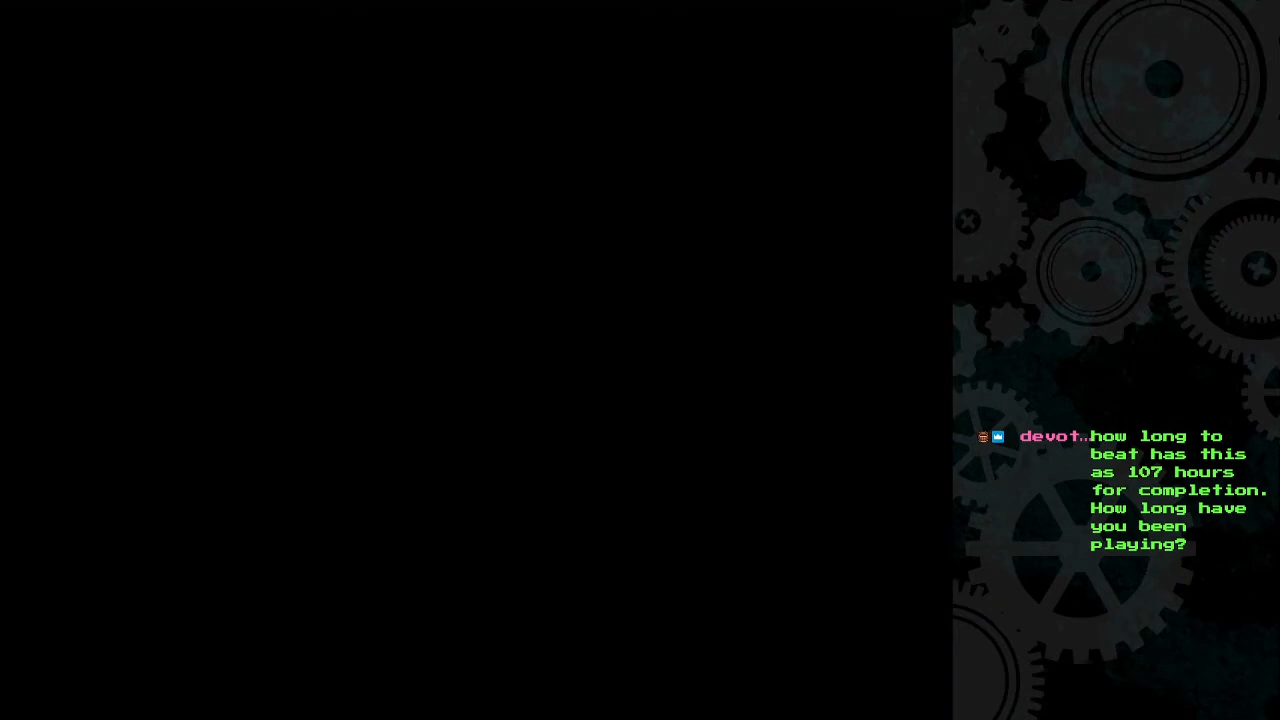 devot…how long to
beat has this
as 107 hours
for completion.
How long have
you been
playing?